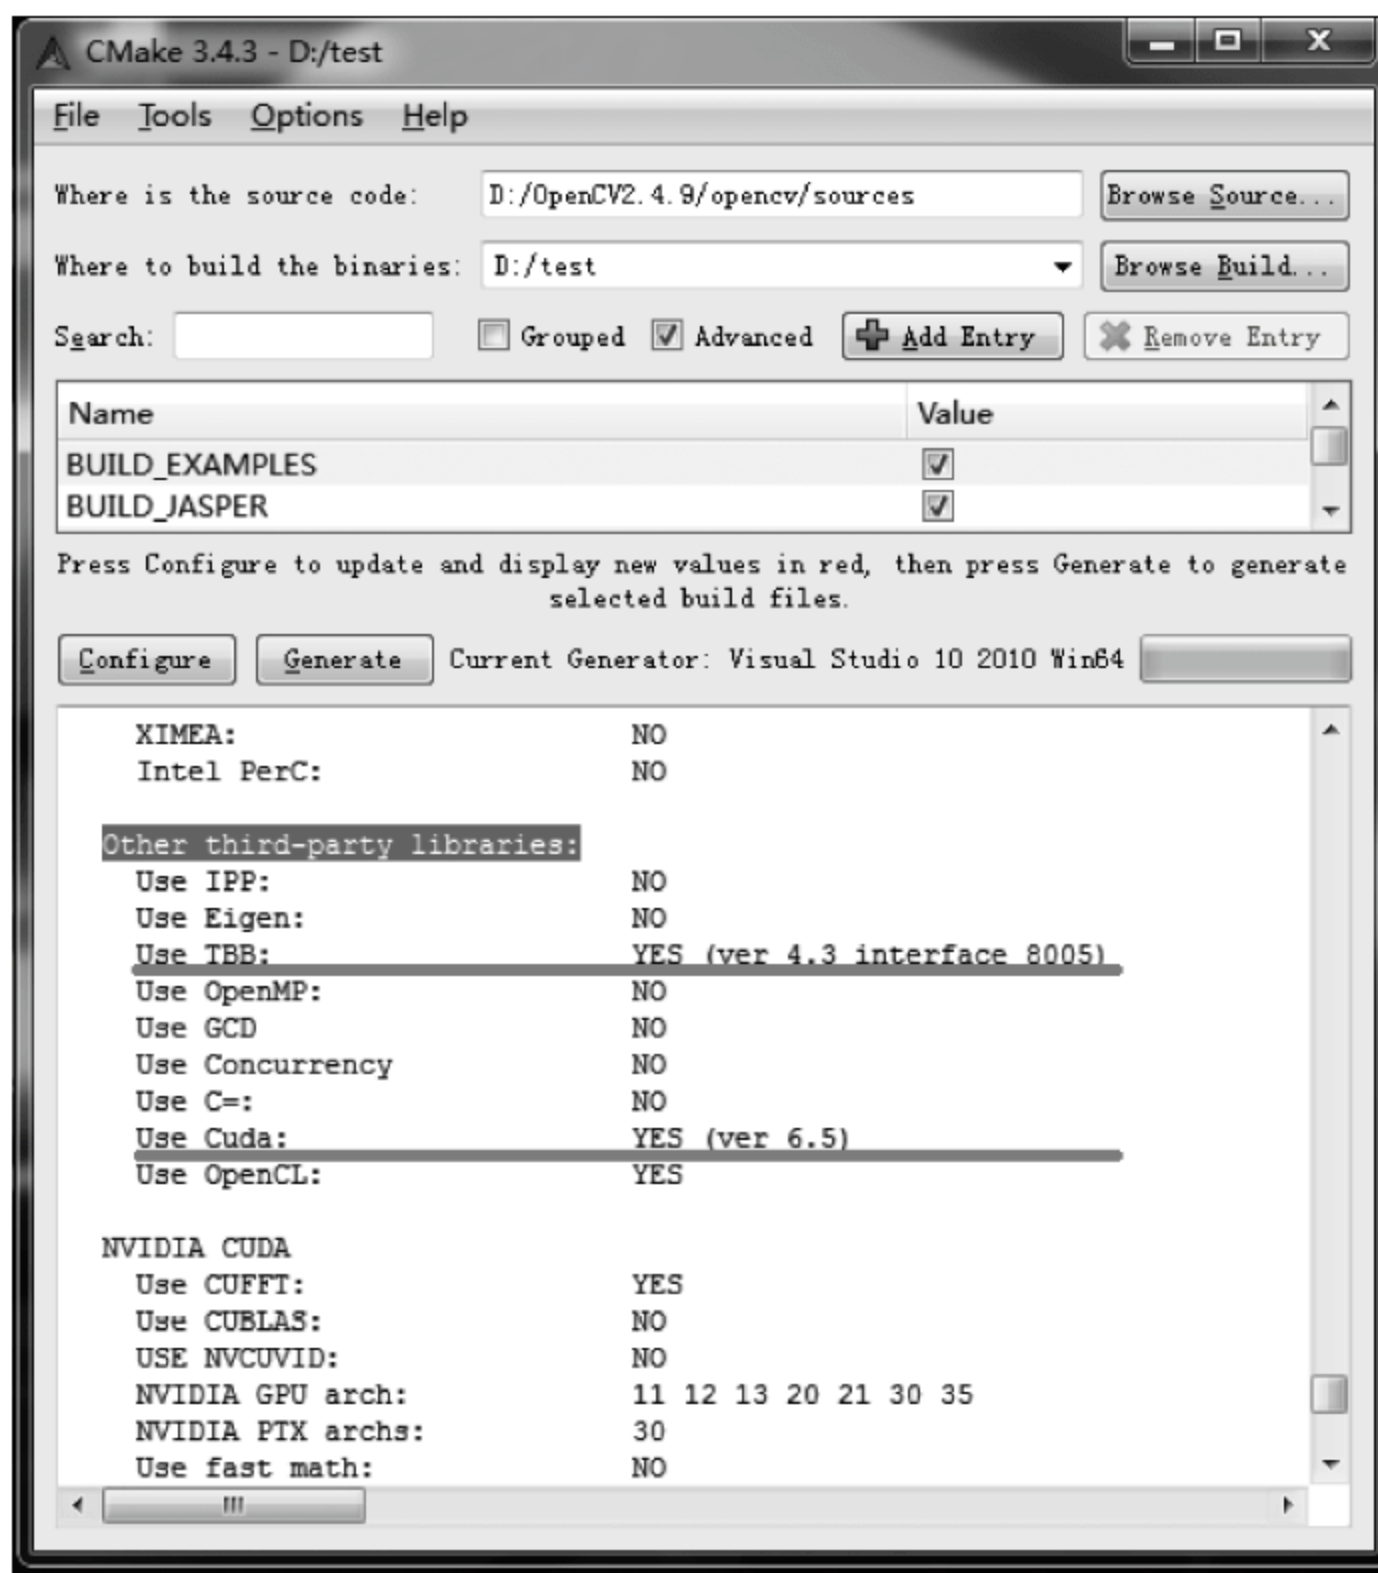 CMake 3.4.3 - D:/test
File Tools Options Help
Where is the source code: D:/OpenCV2.4.9/opencv/sources Browse Source...
Where to build the binaries: D:/test Browse Build...
Search: Grouped Advanced Add Entry Remove Entry
Name Value
BUILD_EXAMPLES
BUILD_JASPER
Press Configure to update and display new values in red, then press Generate to generate
selected build files.
Configure Generate Current Generator: Visual Studio 10 2010 Win64
XIMEA: NO
Intel PerC: NO
Other third-party libraries:
Use IPP: NO
Use Eigen: NO
Use TBB: YES (ver 4.3 interface 8005)
Use OpenMP: NO
Use GCD NO
Use Concurrency NO
Use C=: NO
Use Cuda: YES (ver 6.5)
Use OpenCL: YES
NVIDIA CUDA
Use CUFFT: YES
Use CUBLAS: NO
USE NVCUVID: NO
NVIDIA GPU arch: 11 12 13 20 21 30 35
NVIDIA PTX archs: 30
Use fast math: NO